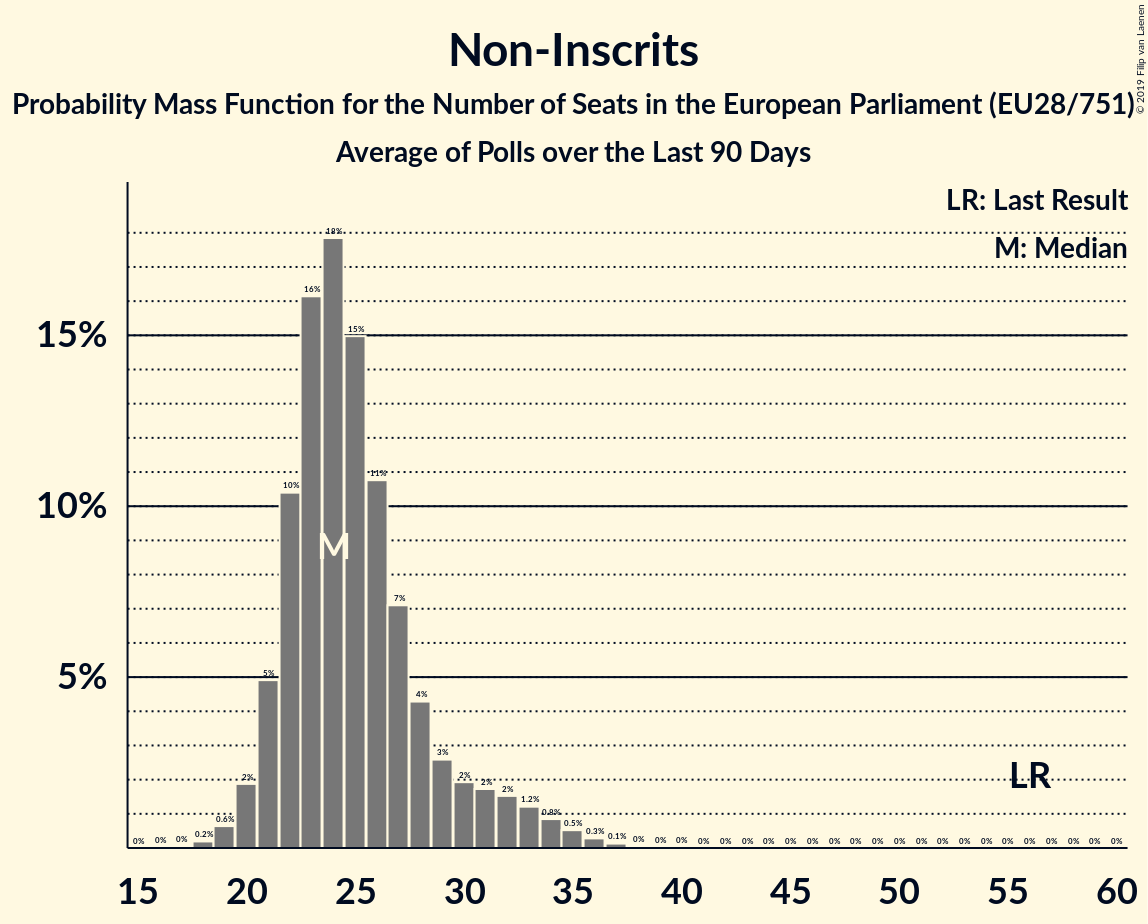 Non-Inscrits
© 2019 Filip van Laenen
Probability Mass Function for the Number of Seats in the European Parliament (EU28/751)
Average of Polls over the Last 90 Days
LR: Last Result
M: Median
15%
10%
5%
0% 0% 0% 0.2% 0.6% 2% 5% 10% 16% 18% 15% 11% 7% 4% 3% 2% 2% 2% 1.2% 0.8% 0.5% 0.3% 0.1% 0% 0% 0% 0% 0% 0% 0% 0% 0% 0% 0% 0% 0% 0% 0% 0% 0% 0% 0% 0% 0% 0% 0%
M
LR
15 20 25 30 35 40 45 50 55 60